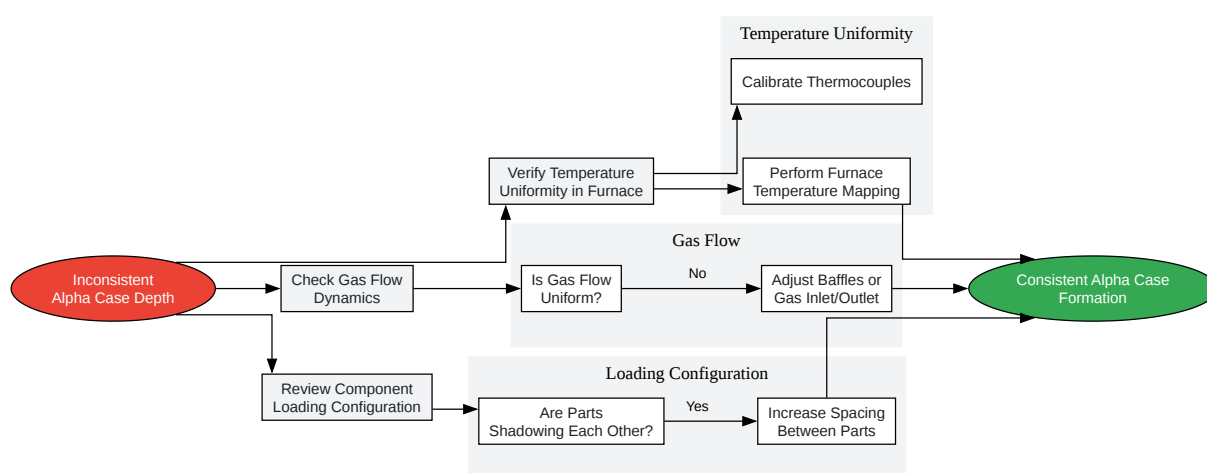 Temperature Uniformity
Calibrate Thermocouples
Verify Temperature
Uniformity in Furnace
Perform Furnace
Temperature Mapping
Gas Flow
Inconsistent
Alpha Case Depth
Check Gas Flow
Dynamics
Is Gas Flow
Uniform?
No
Adjust Baffles or
Gas Inlet/Outlet
Consistent Alpha Case
Formation
Loading Configuration
Review Component
Loading Configuration
Are Parts
Shadowing Each Other?
Yes
Increase Spacing
Between Parts